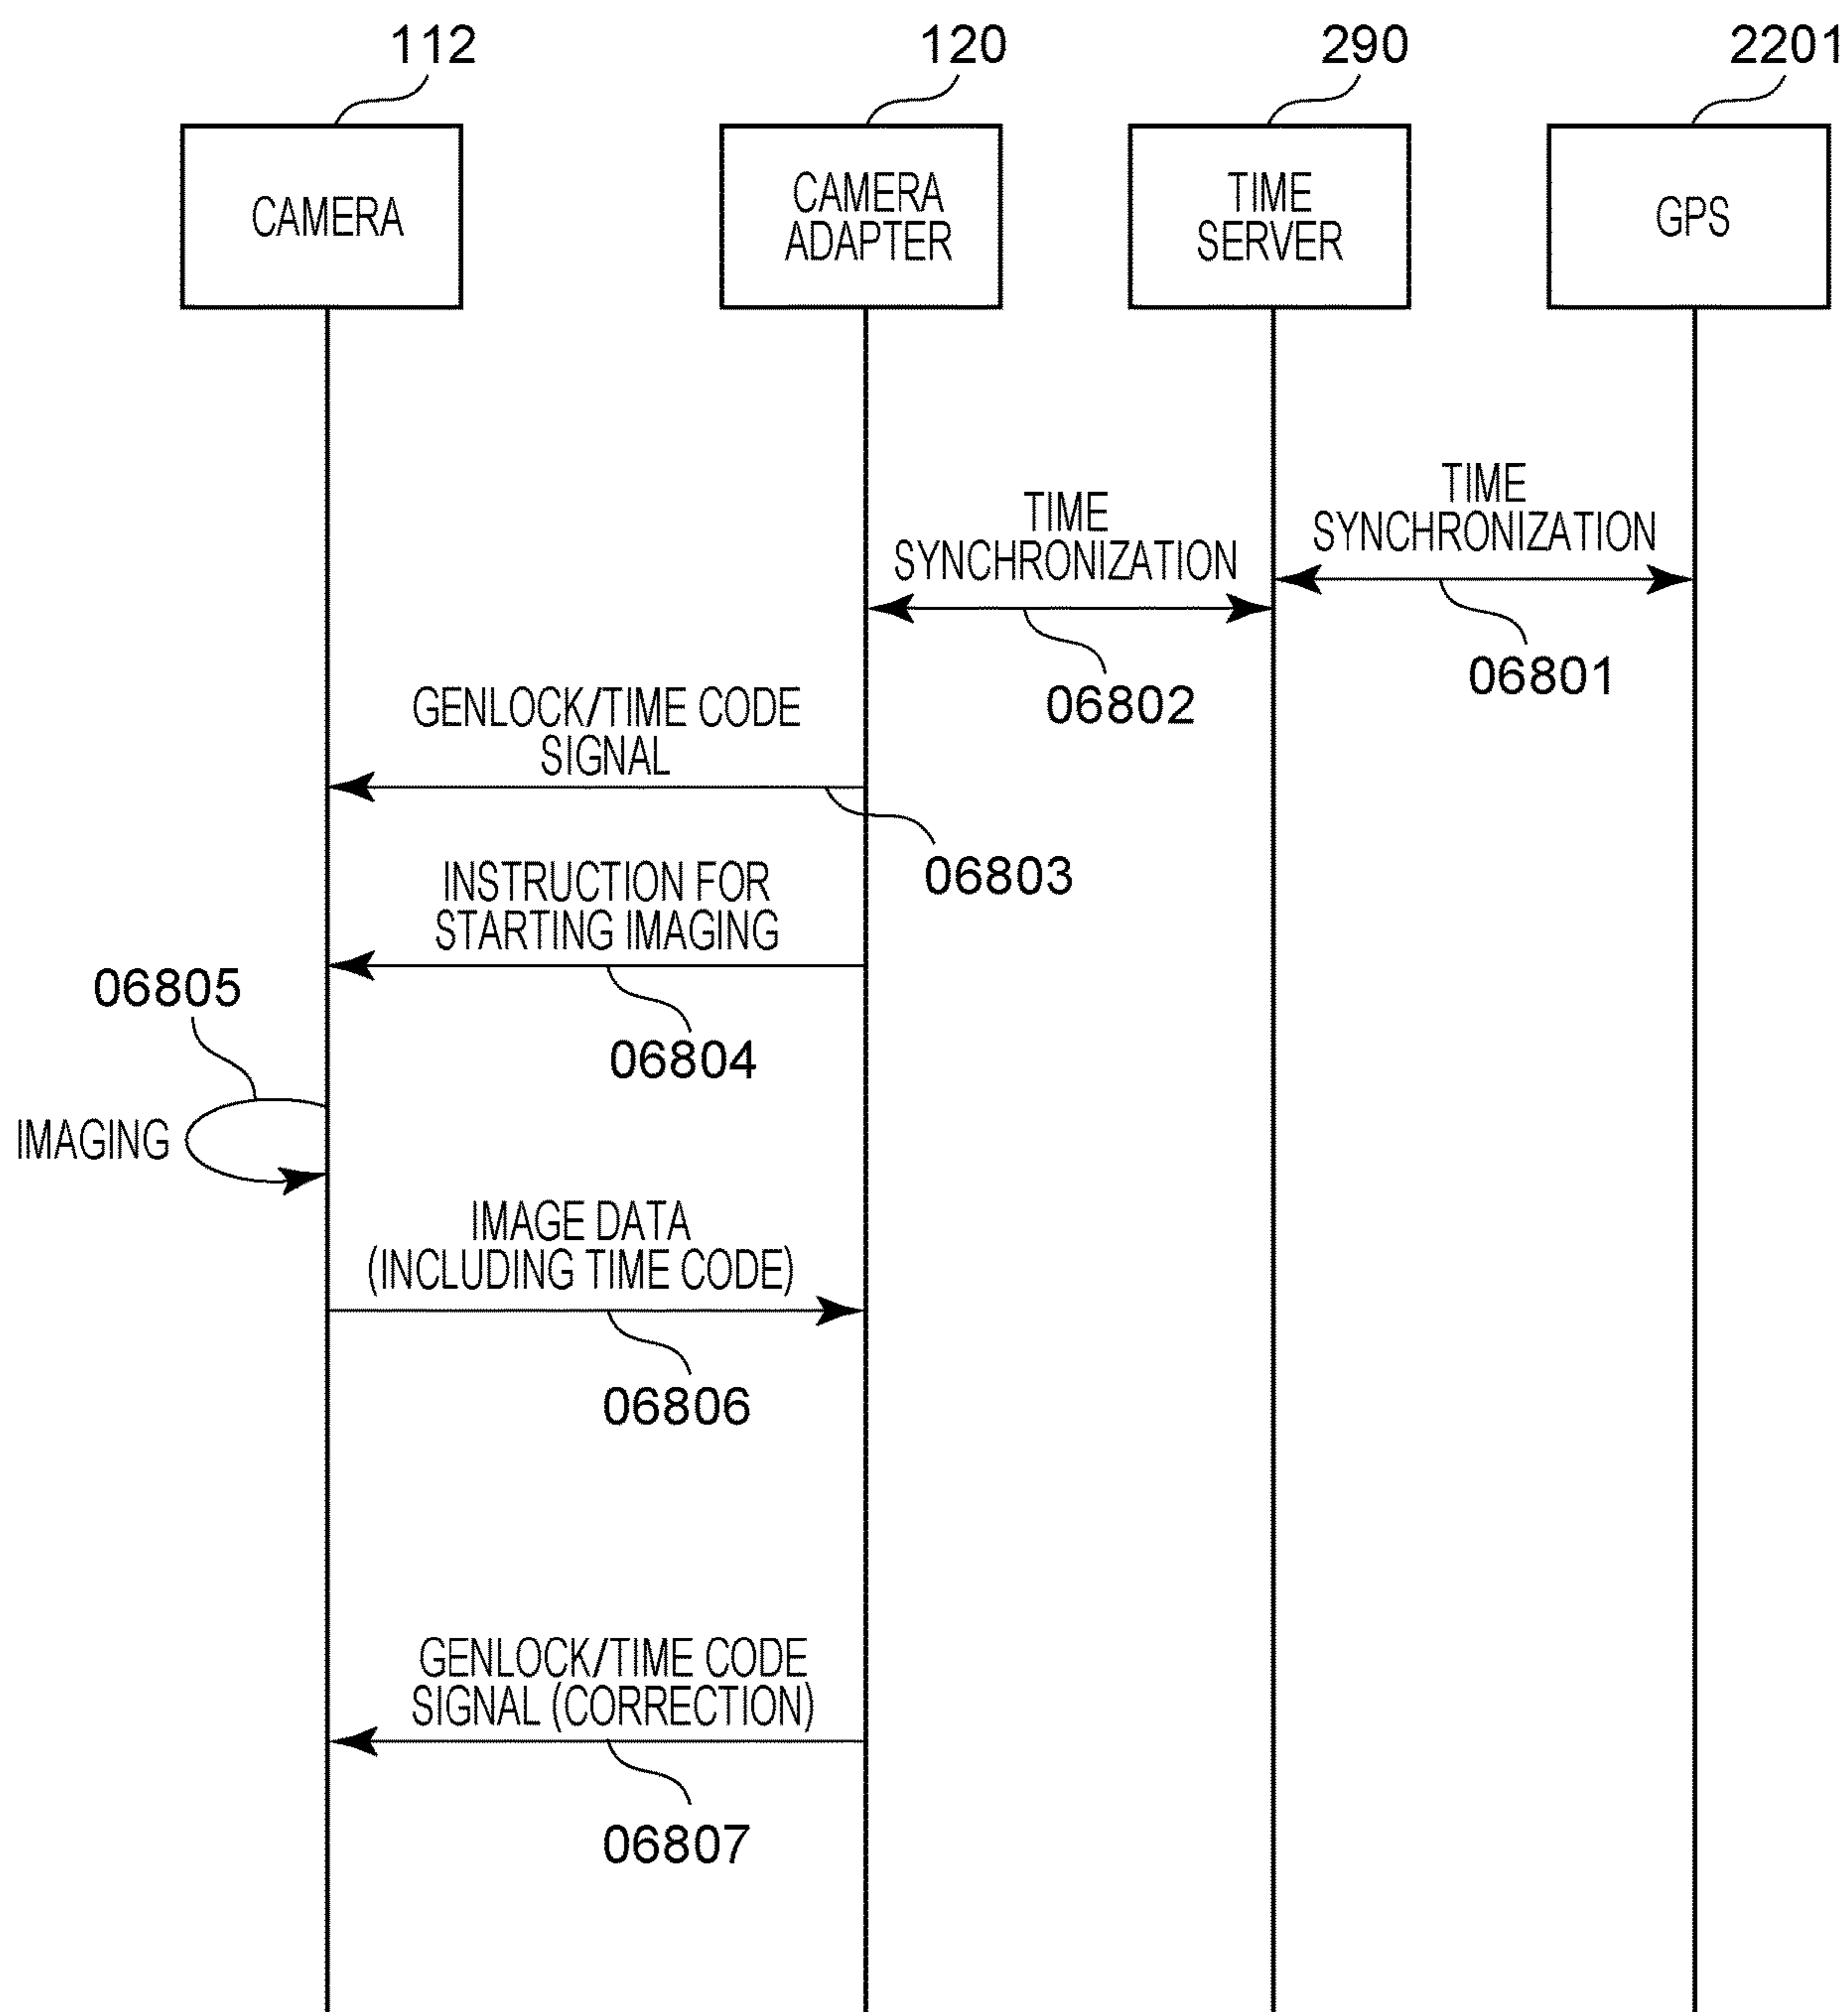 112
120
290
2201
CAMERA
CAMERA
ADAPTER
TIME
SERVER
GPS
TIME
SYNCHRONIZATION
06801
TIME
SYNCHRONIZATION
06802
GENLOCK/TIME CODE
SIGNAL
06803
INSTRUCTION FOR
STARTING IMAGING
06804
06805
IMAGING
IMAGE DATA
(INCLUDING TIME CODE)
06806
GENLOCK/TIME CODE
SIGNAL (CORRECTION)
06807